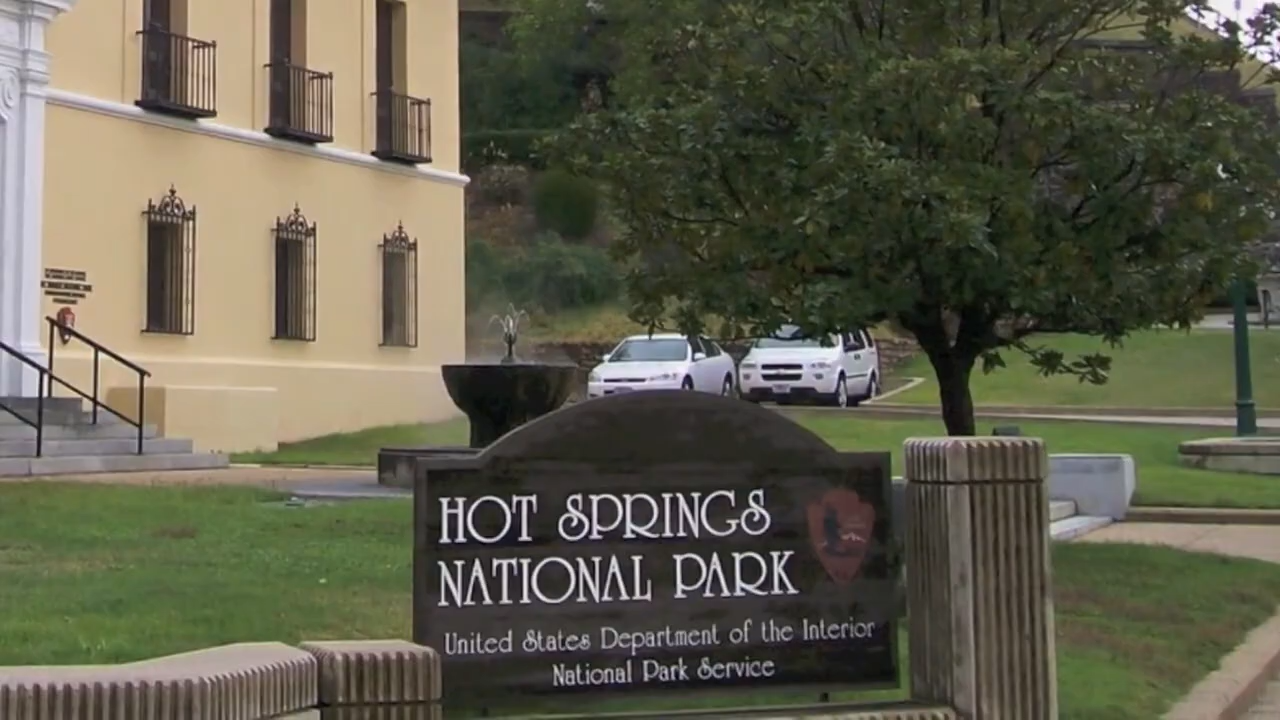 HOT SPRINGS
NATIONAL PARK
United States Department of the Interior
National Park Service